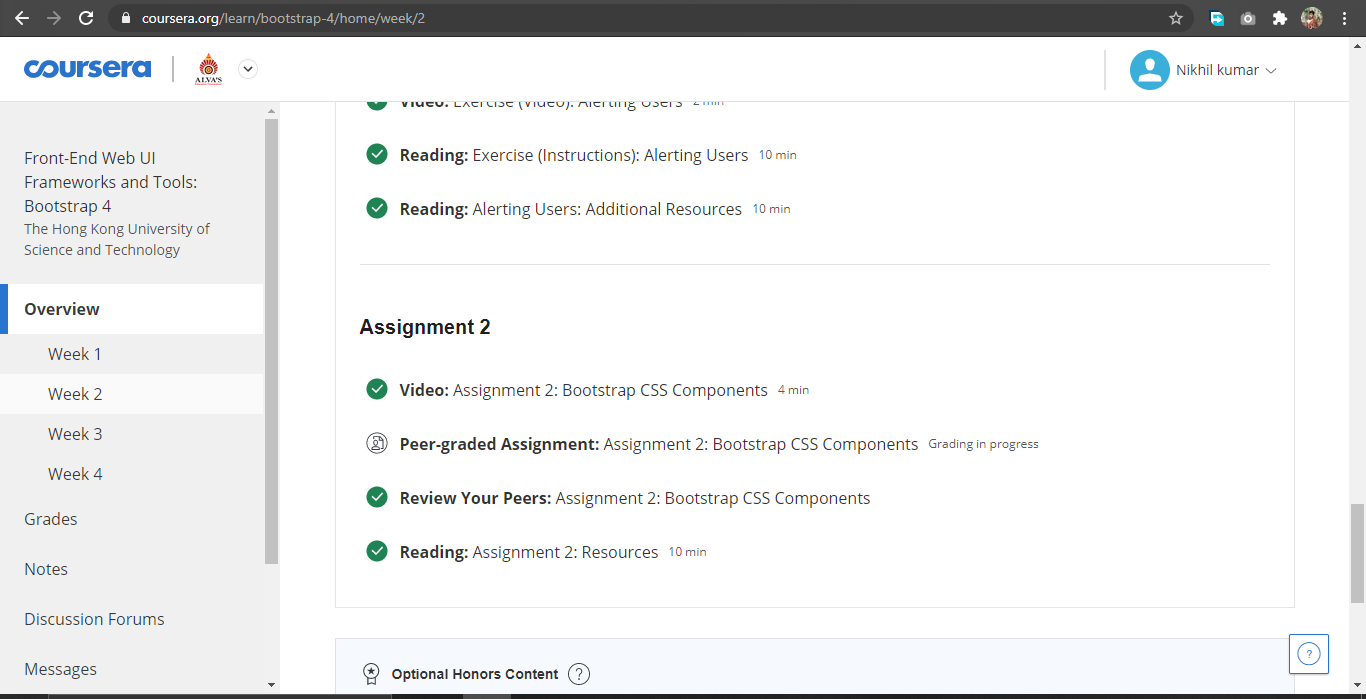 coursera.org/learn/bootstrap-4/home/week/2
coursera
ALVA'S
Nikhil kumar
Front-End Web UI
Frameworks and Tools:
Bootstrap 4
The Hong Kong University of
Science and Technology
Overview
Week 1
Week 2
Week 3
Week 4
Grades
Notes
Discussion Forums
Messages
Video: Exercise (Video): Alerting Users 2 min
Reading: Exercise (Instructions): Alerting Users 10 min
Reading: Alerting Users: Additional Resources 10 min
Assignment 2
Video: Assignment 2: Bootstrap CSS Components 4 min
Peer-graded Assignment: Assignment 2: Bootstrap CSS Components Grading in progress
Review Your Peers: Assignment 2: Bootstrap CSS Components
Reading: Assignment 2: Resources 10 min
Optional Honors Content ?
?